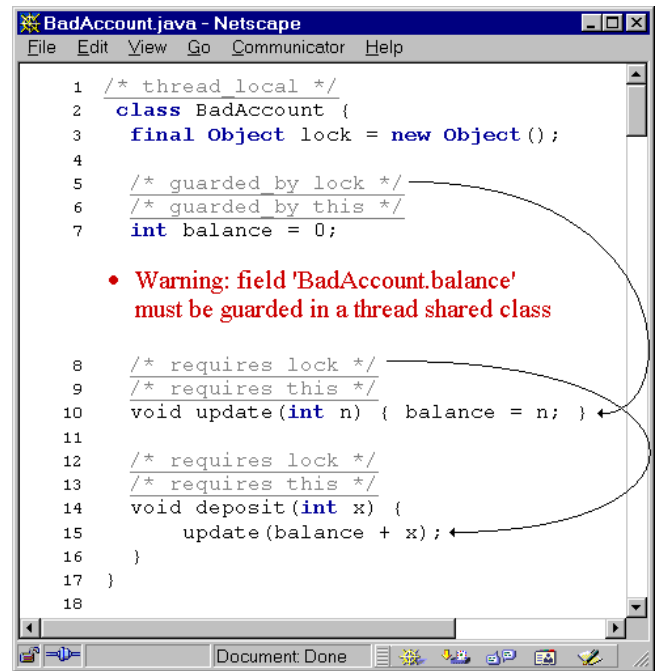 BadAccount.java - Netscape
File Edit View Go Communicator Help
1 /* thread_local */
2 class BadAccount {
3 final Object lock = new Object();
4
5 /* guarded_by lock */
6 /* guarded_by this */
7 int balance = 0;
• Warning: field 'BadAccount.balance'
must be guarded in a thread shared class
8 /* requires lock */
9 /* requires this */
10 void update(int n) { balance = n; }
11
12 /* requires lock */
13 /* requires this */
14 void deposit(int x) {
15 update(balance + x);
16 }
17 }
18
Document: Done